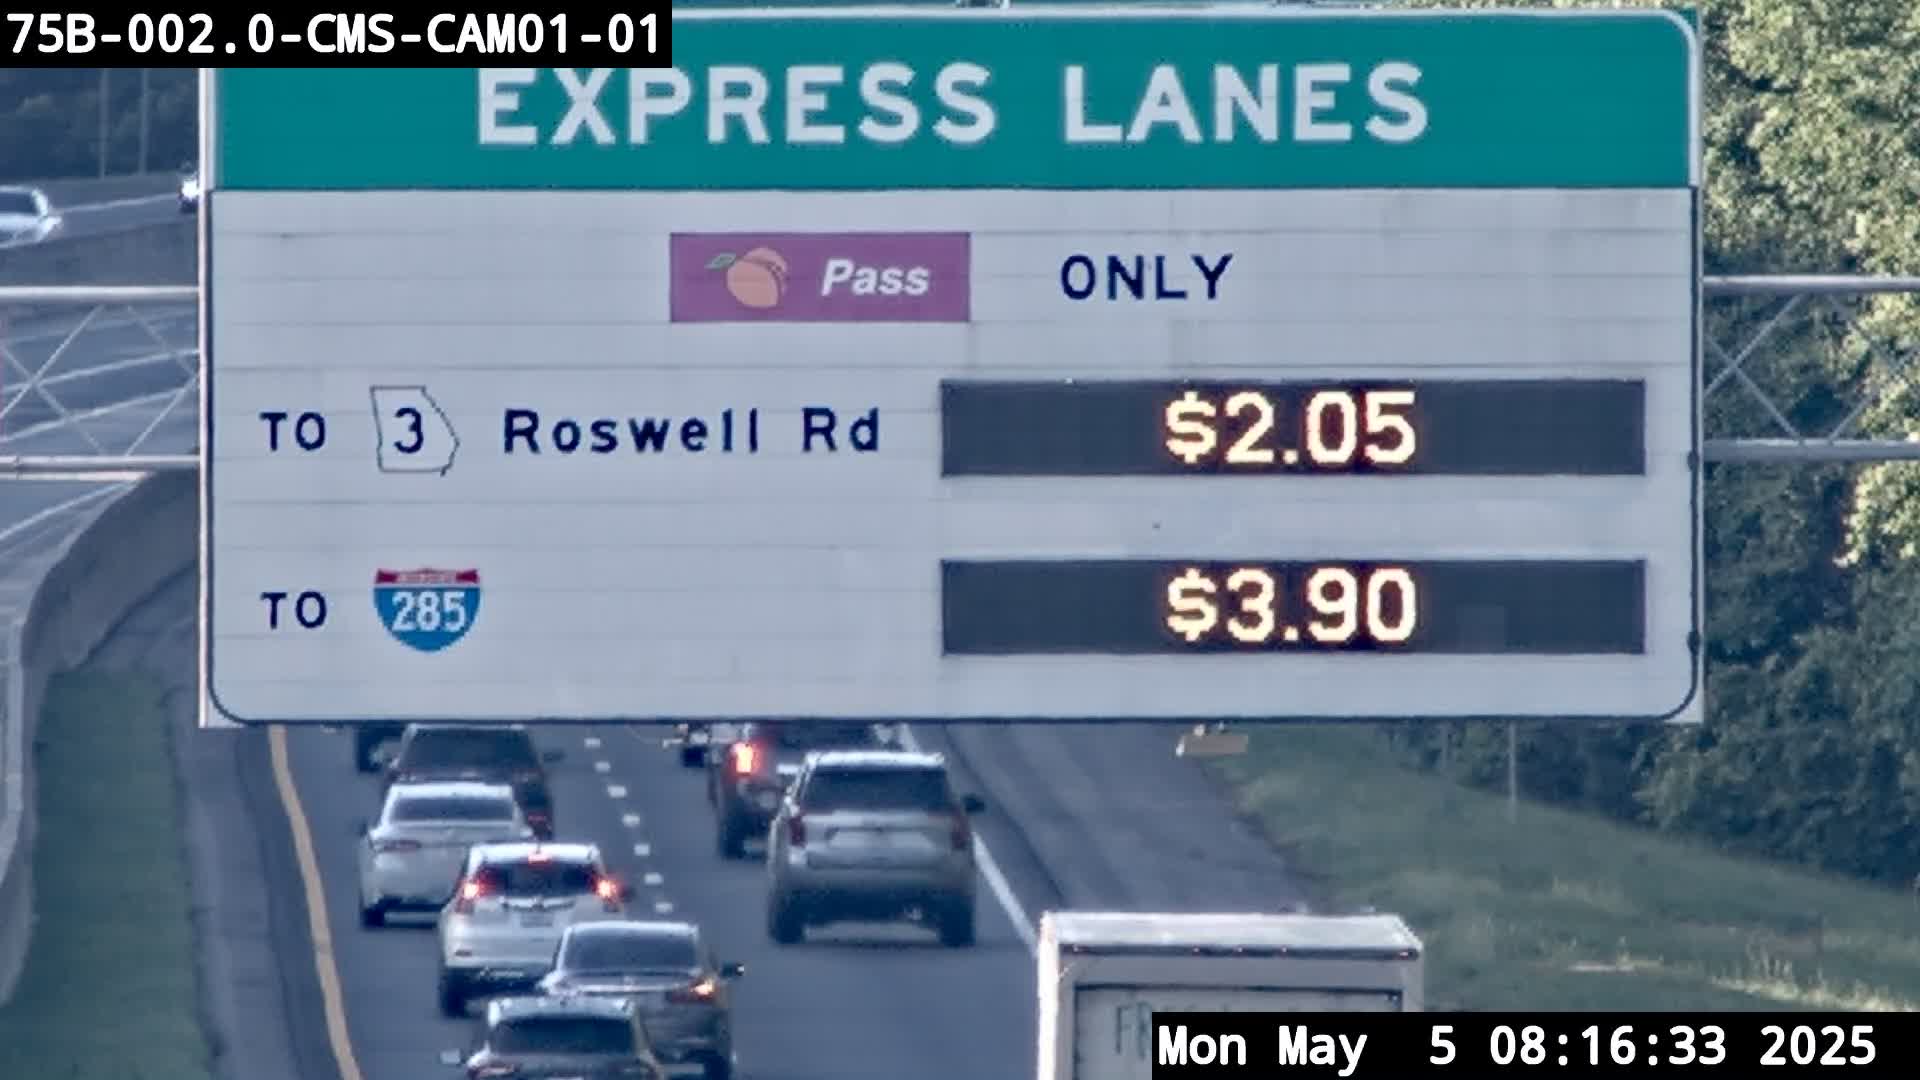 75B-002.0-CMS-CAM01-01
EXPRESS LANES
Pass ONLY
TO 3 Roswell Rd $2.05
TO 285 $3.90
Mon May 5 08:16:33 2025